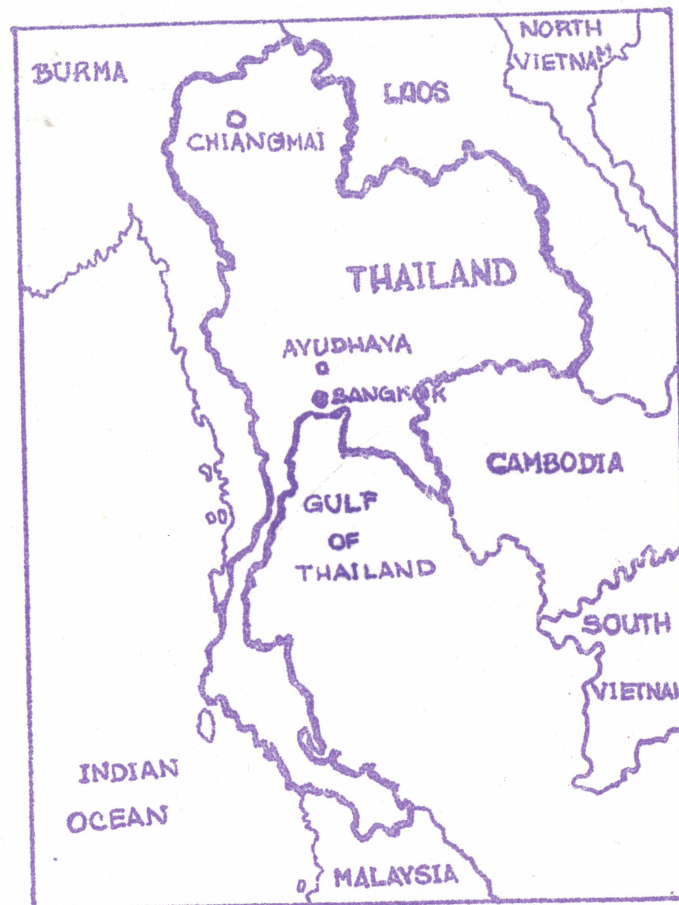 NORTH
VIETNAM
BURMA
LAOS
CHIANGMAI
THAILAND
AYUDHAYA
BANGKOK
CAMBODIA
GULF
OF
THAILAND
SOUTH
VIETNAM
INDIAN
OCEAN
MALAYSIA